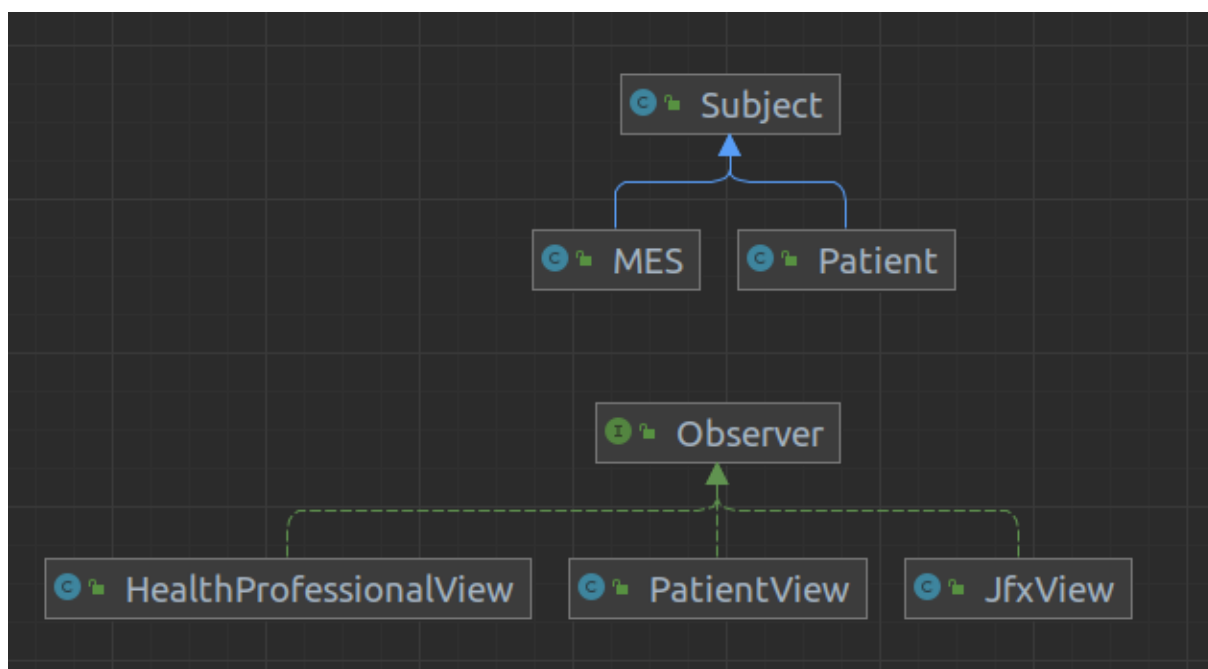 C Subject
C MES C Patient
I Observer
C HealthProfessionalView C PatientView C JfxView